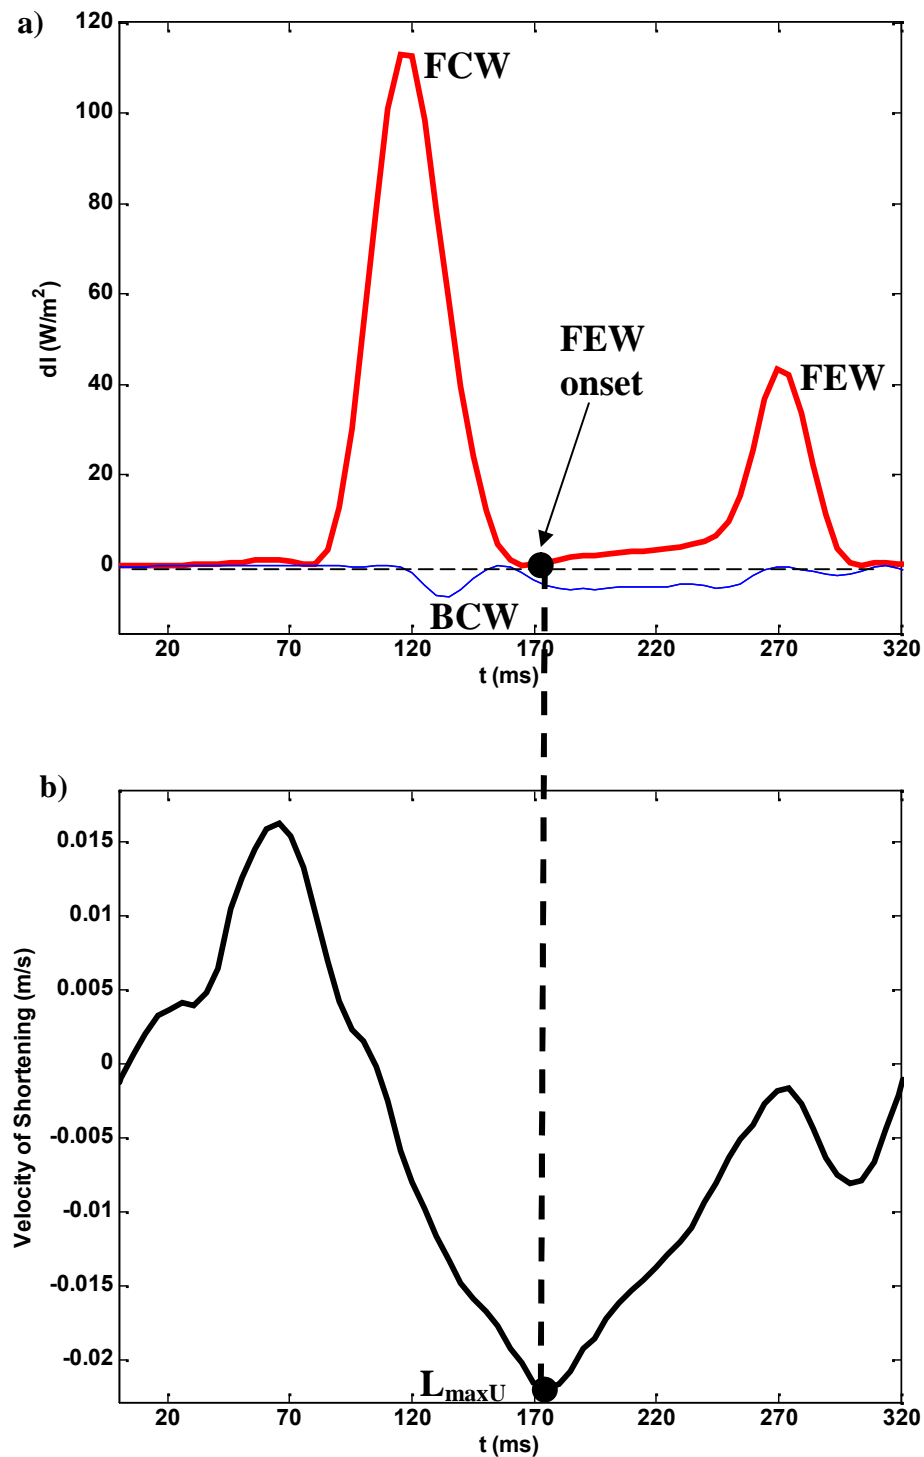 a)
120
100
80
60
40
20
0
dI (W/m²)
FCW
FEW
onset
FEW
BCW
20 70 120 170 220 270 320
t (ms)
b)
0.015
0.01
0.005
0
-0.005
-0.01
-0.015
-0.02
Velocity of Shortening (m/s)
LmaxU
20 70 120 170 220 270 320
t (ms)